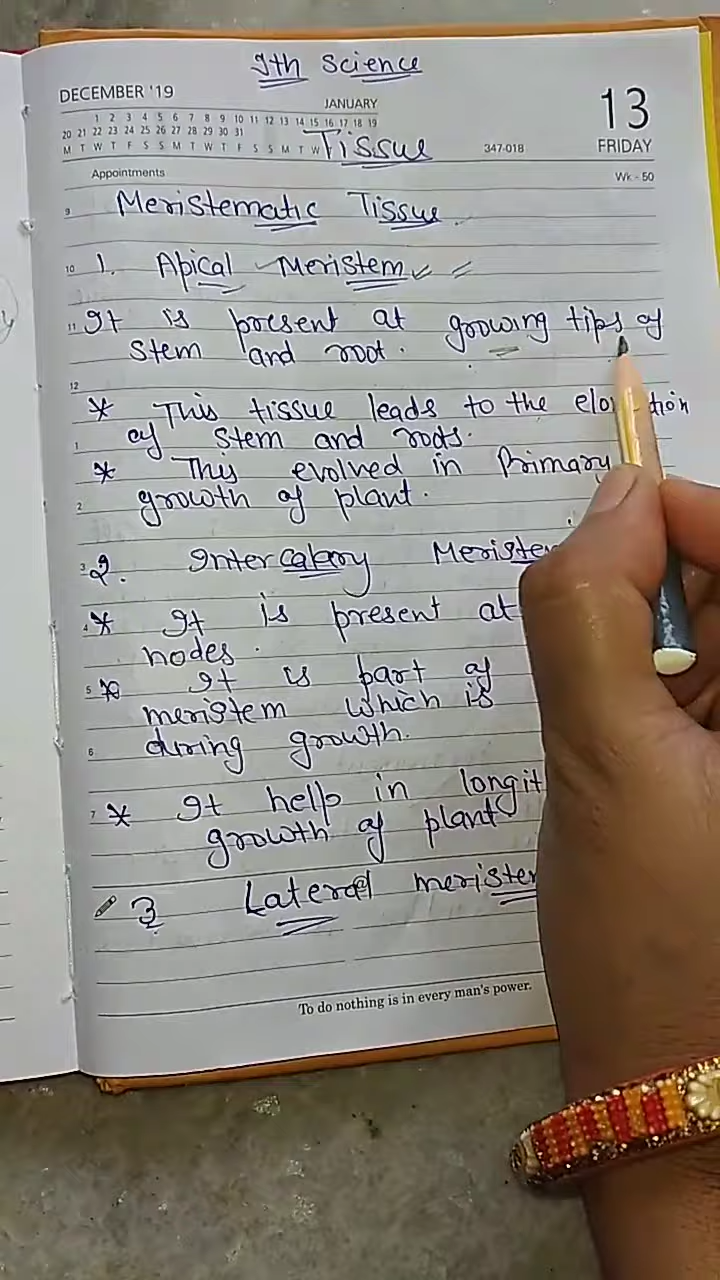 9th Science
DECEMBER '19
JANUARY
13
1 2 3 4 5 6 7 8 9 10 11 12 13 14 15 16 17 18 19
20 21 22 23 24 25 26 27 28 29 30 31
M T W T F S S M T W T F S S M T W
Tissue
347-018
FRIDAY
Appointments
Wk - 50
9 Meristematic Tissue
10 1. Apical Meristem
11 It is present at growing tips of
stem and root.
12
* This tissue leads to the
1 of stem and roots.
* This evolved in Primary
2 growth of plant.
3 2. Intercalary
4 * It is present at
nodes.
5 * It is part of
meristem which is
6 during growth.
7 * It help in
growth of plant
3 Lateral
To do nothing is in every man's power.